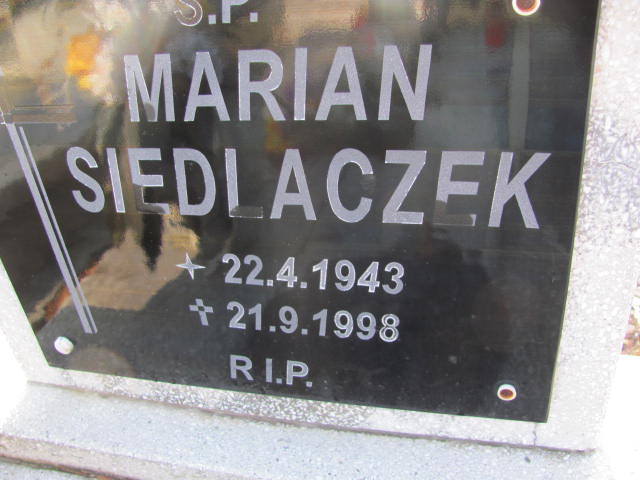 S.P.
MARIAN
SIEDLACZEK
22.4.1943
21.9.1998
R I.P.